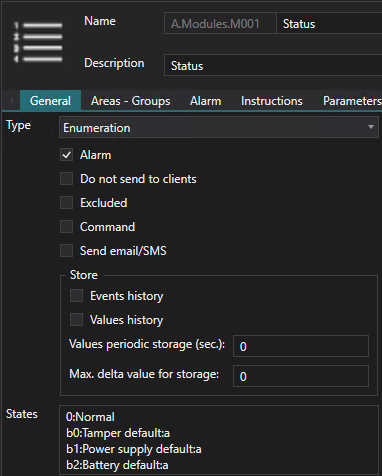 1
2
3
4
Name A.Modules.M001 Status
Description Status
General Areas - Groups Alarm Instructions Parameters
Type Enumeration
Alarm
Do not send to clients
Excluded
Command
Send email/SMS
Store
Events history
Values history
Values periodic storage (sec.): 0
Max. delta value for storage: 0
States 0:Normal
b0:Tamper default:a
b1:Power supply default:a
b2:Battery default:a